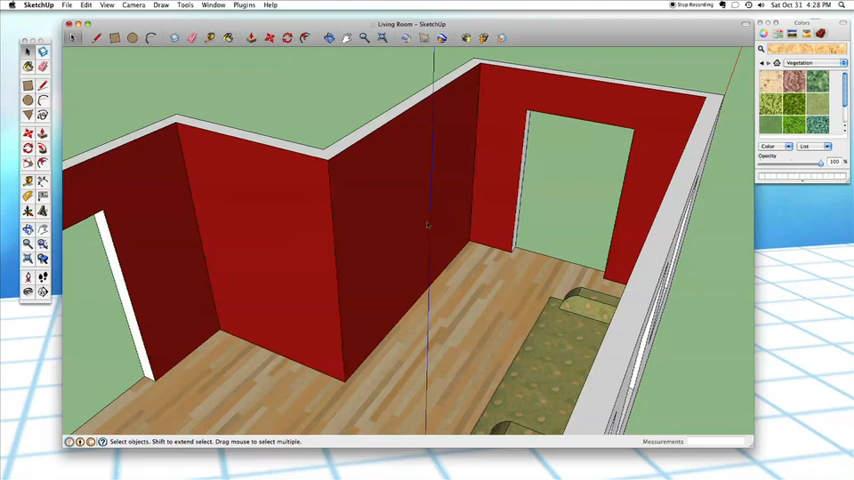 SketchUp File Edit View Camera Draw Tools Window Plugins Help
Stop Recording
Sat Oct 31 4:28 PM
Living Room – SketchUp
Colors
Vegetation
Color
List
Opacity
100
%
Select objects. Shift to extend select. Drag mouse to select multiple.
Measurements